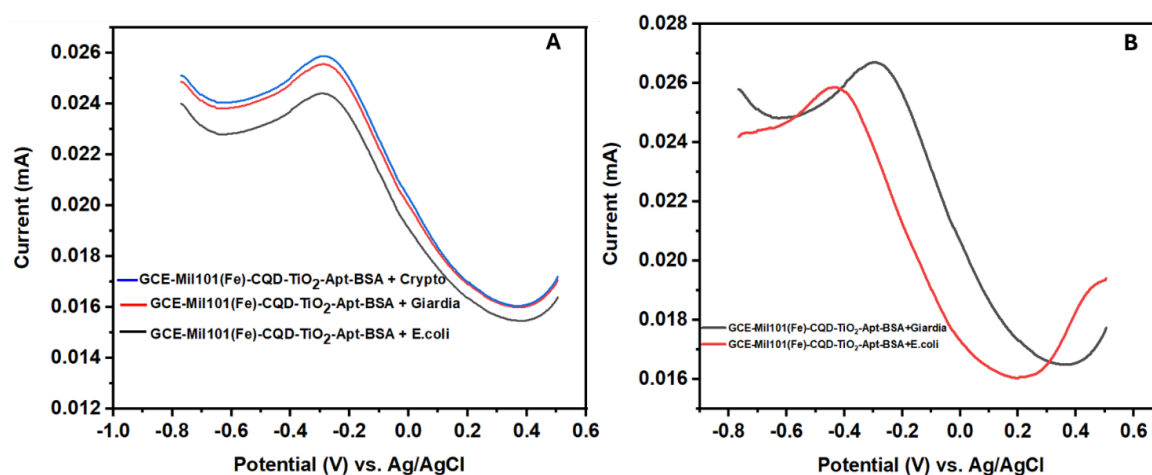 A
0.026
0.024
0.022
0.020
0.018
0.016
0.014
0.012
Current (mA)
GCE-Mil101(Fe)-CQD-TiO2-Apt-BSA + Crypto
GCE-Mil101(Fe)-CQD-TiO2-Apt-BSA + Giardia
GCE-Mil101(Fe)-CQD-TiO2-Apt-BSA + E.coli
-1.0 -0.8 -0.6 -0.4 -0.2 0.0 0.2 0.4 0.6
Potential (V) vs. Ag/AgCl
B
0.028
0.026
0.024
0.022
0.020
0.018
0.016
0.014
Current (mA)
GCE-Mil101(Fe)-CQD-TiO2-Apt-BSA+Giardia
GCE-Mil101(Fe)-CQD-TiO2-Apt-BSA+E.coli
-0.8 -0.6 -0.4 -0.2 0.0 0.2 0.4 0.6
Potential (V) vs. Ag/AgCl